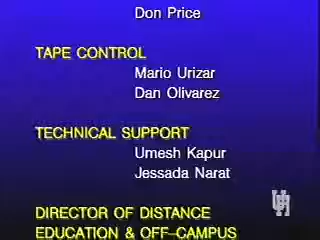 Don Price
TAPE CONTROL
Mario Urizar
Dan Olivarez
TECHNICAL SUPPORT
Umesh Kapur
Jessada Narat
UH
DIRECTOR OF DISTANCE
EDUCATION & OFF-CAMPUS